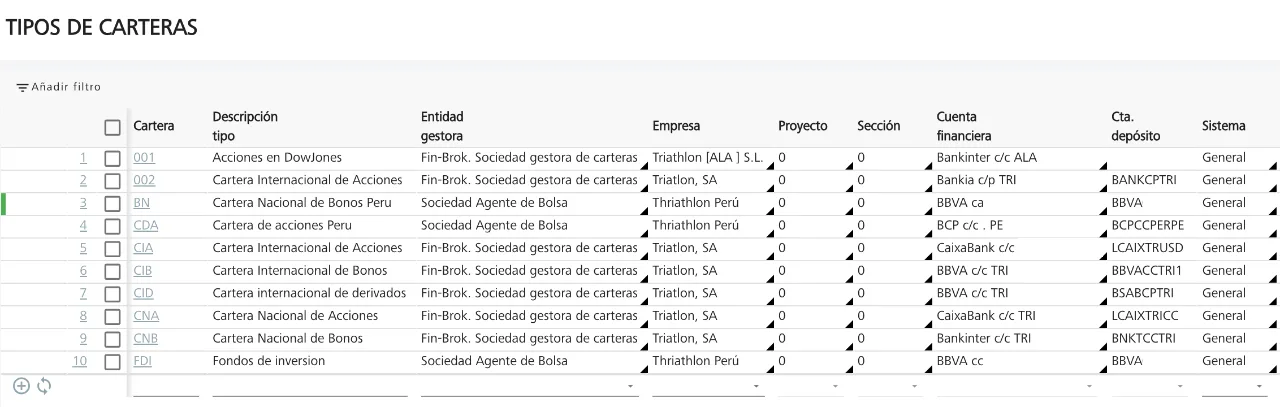 TIPOS DE CARTERAS
Añadir filtro
Cartera Descripción tipo Entidad gestora Empresa Proyecto Sección Cuenta financiera Cta. depósito Sistema
1 001 Acciones en DowJones Fin-Brok. Sociedad gestora de carteras Triathlon [ALA ] S.L. 0 0 Bankinter c/c ALA General
2 002 Cartera Internacional de Acciones Fin-Brok. Sociedad gestora de carteras Triatlon, SA 0 0 Bankia c/p TRI BANKCPTRI General
3 BN Cartera Nacional de Bonos Peru Sociedad Agente de Bolsa Thriathlon Perú 0 0 BBVA ca BBVA General
4 CDA Cartera de acciones Peru Sociedad Agente de Bolsa Thriathlon Perú 0 0 BCP c/c . PE BCPCCPERPE General
5 CIA Cartera Internacional de Acciones Fin-Brok. Sociedad gestora de carteras Triatlon, SA 0 0 CaixaBank c/c LCAIXTRUSD General
6 CIB Cartera Internacional de Bonos Fin-Brok. Sociedad gestora de carteras Triatlon, SA 0 0 BBVA c/c TRI BBVACCTRI1 General
7 CID Cartera internacional de derivados Fin-Brok. Sociedad gestora de carteras Triatlon, SA 0 0 BBVA c/c TRI BSABCPTRI General
8 CNA Cartera Nacional de Acciones Fin-Brok. Sociedad gestora de carteras Triatlon, SA 0 0 CaixaBank c/c TRI LCAIXTRICC General
9 CNB Cartera Nacional de Bonos Fin-Brok. Sociedad gestora de carteras Triatlon, SA 0 0 Bankinter c/c TRI BNKTCCTRI General
10 FDI Fondos de inversion Sociedad Agente de Bolsa Thriathlon Perú 0 0 BBVA cc BBVA General